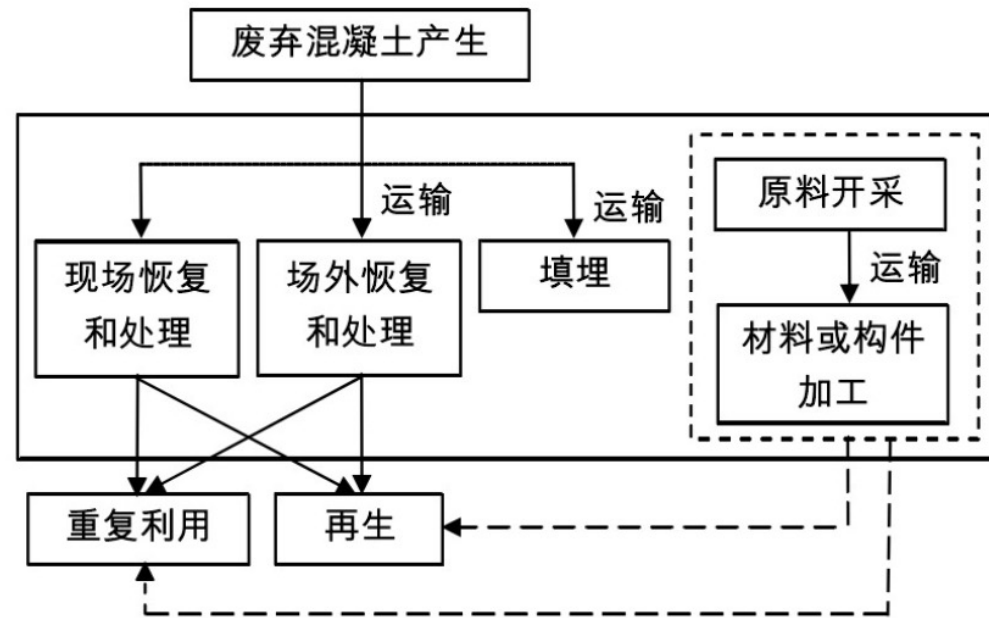 废弃混凝土产生
运输
运输
现场恢复
和处理
场外恢复
和处理
填埋
原料开采
运输
材料或构件
加工
重复利用
再生